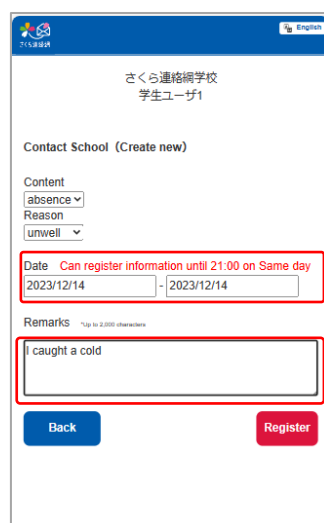 さくら連絡網
English
さくら連絡網学校
学生ユーザ1
Contact School（Create new）
Content
absence
Reason
unwell
Date Can register information until 21:00 on Same day
2023/12/14 - 2023/12/14
Remarks *Up to 2,000 characters
I caught a cold
Back Register